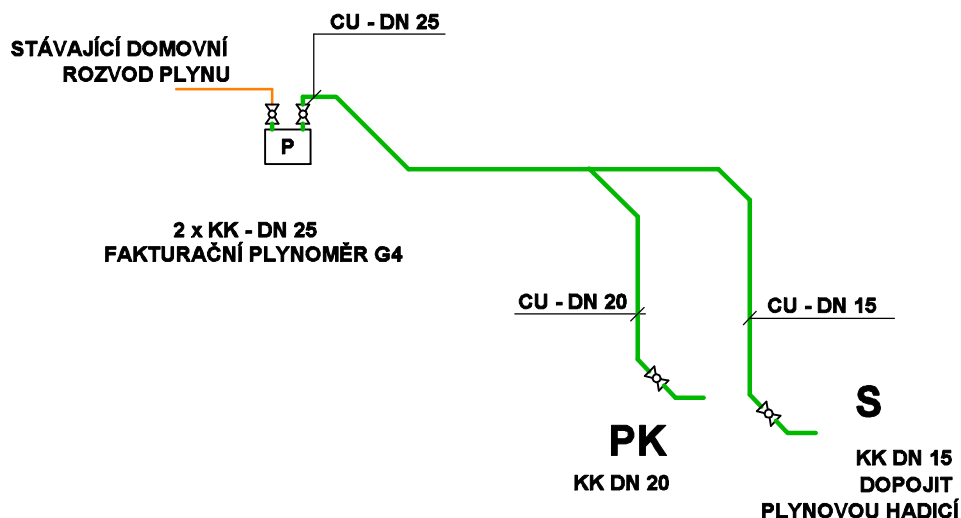 CU - DN 25
STÁVAJÍCÍ DOMOVNÍ
ROZVOD PLYNU
P
2 x KK - DN 25
FAKTURAČNÍ PLYNOMĚR G4
CU - DN 20
CU - DN 15
PK
KK DN 20
S
KK DN 15
DOPOJIT
PLYNOVOU HADICÍ